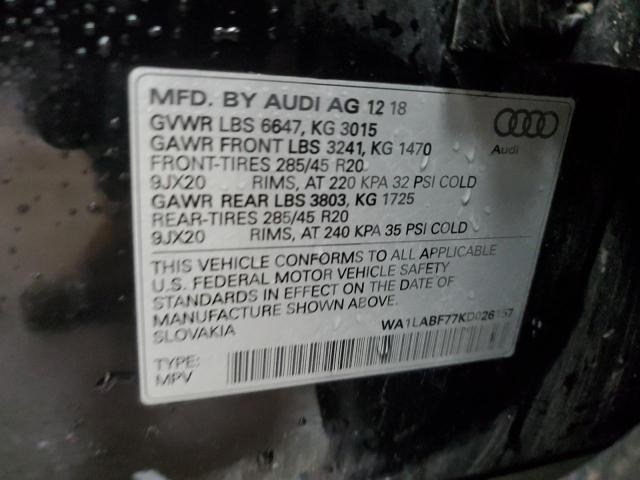 MFD. BY AUDI AG 12 18
GVWR LBS 6647, KG 3015
GAWR FRONT LBS 3241, KG 1470
FRONT-TIRES 285/45 R20
9JX20 RIMS, AT 220 KPA 32 PSI COLD
GAWR REAR LBS 3803, KG 1725
REAR-TIRES 285/45 R20
9JX20 RIMS, AT 240 KPA 35 PSI COLD
Audi
THIS VEHICLE CONFORMS TO ALL APPLICABLE
U.S. FEDERAL MOTOR VEHICLE SAFETY
STANDARDS IN EFFECT ON THE DATE OF
MANUFACTURE SHOWN ABOVE.
SLOVAKIA
WA1LABF77KD026157
TYPE:
MPV